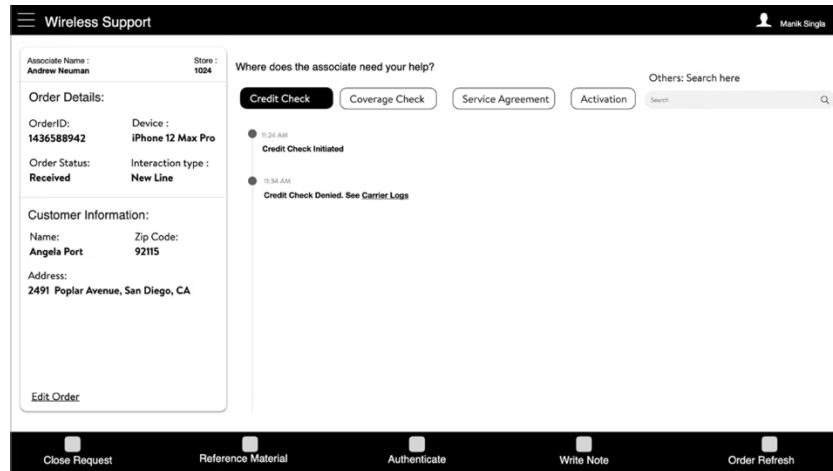 Wireless Support
Manik Singla
Associate Name :
Store :
Andrew Neuman
1024
Order Details:
OrderID:
Device :
1436588942
iPhone 12 Max Pro
Order Status:
Interaction type :
Received
New Line
Customer Information:
Name:
Zip Code:
Angela Port
92115
Address:
2491 Poplar Avenue, San Diego, CA
Edit Order
Where does the associate need your help?
Others: Search here
Credit Check
Coverage Check
Service Agreement
Activation
Search
11:24 AM
Credit Check Initiated
11:34 AM
Credit Check Denied. See Carrier Logs
Close Request
Reference Material
Authenticate
Write Note
Order Refresh